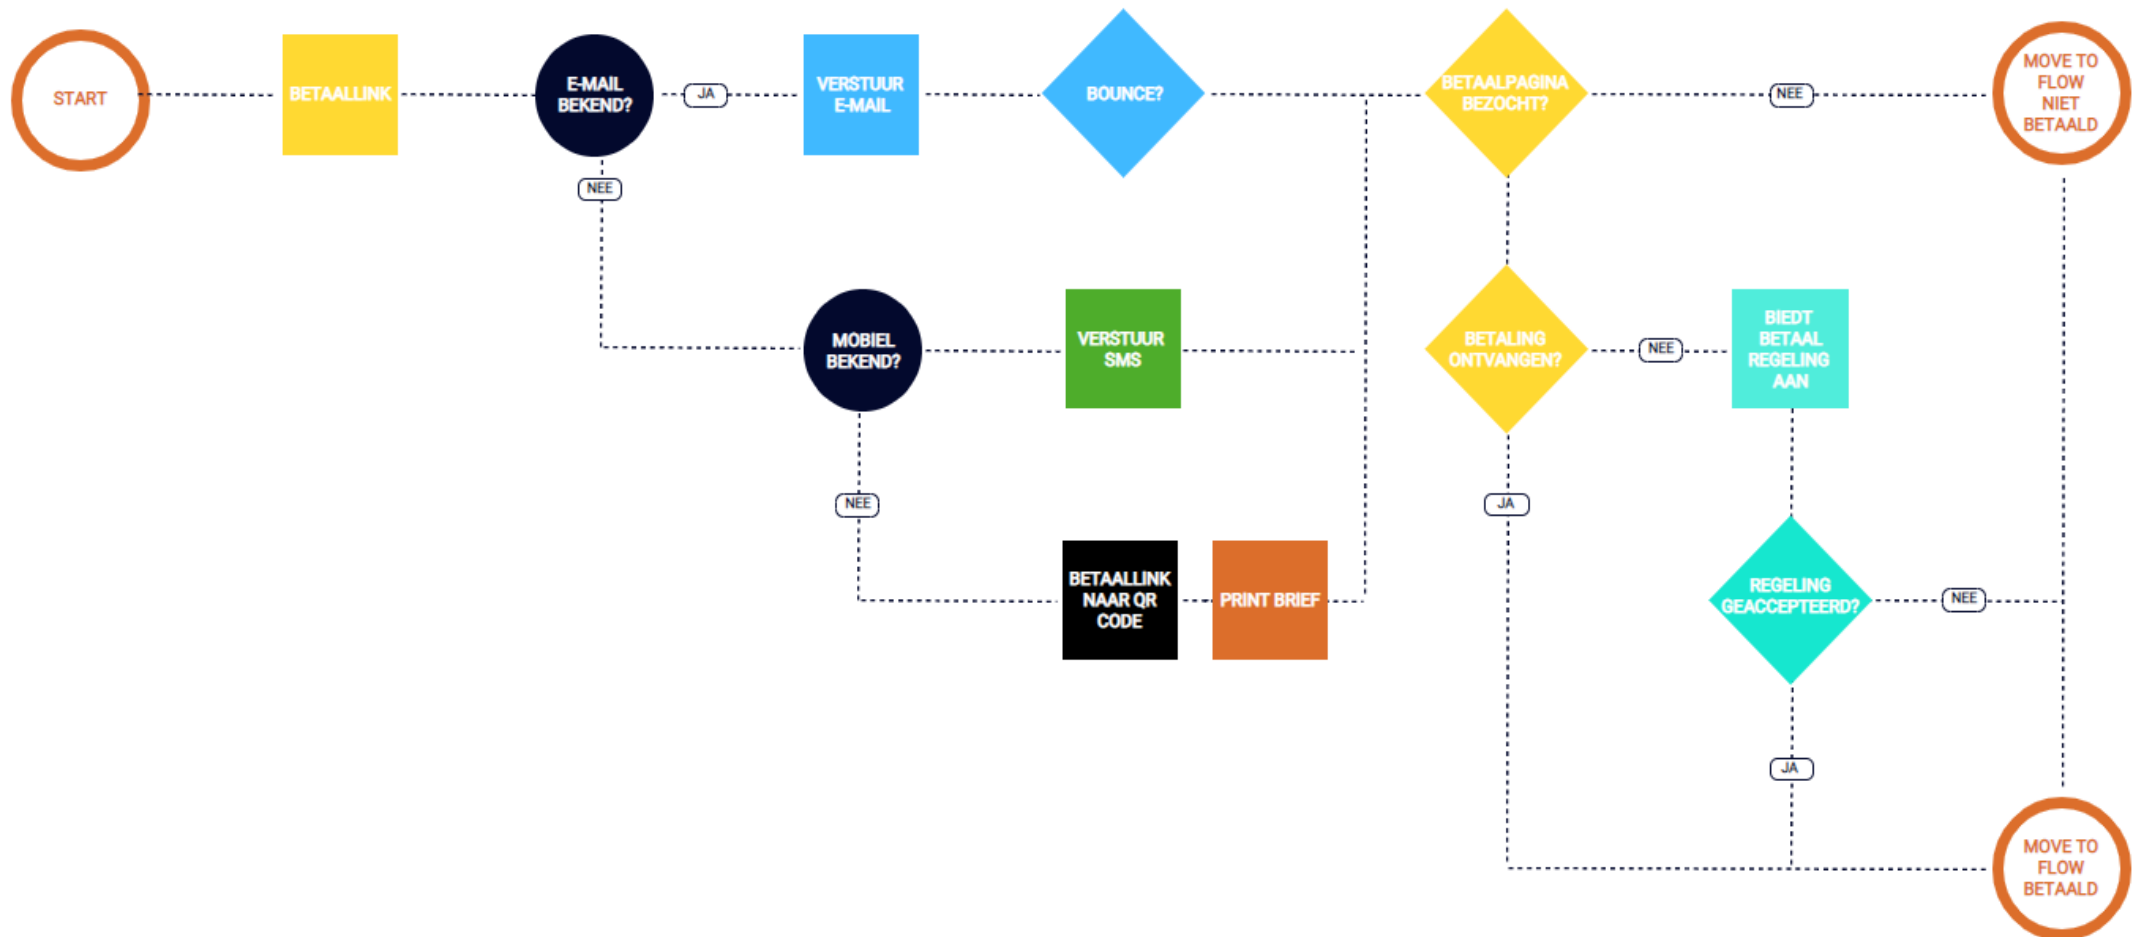 START
BETAALLINK
E-MAIL
BEKEND?
JA
VERSTUUR
E-MAIL
BOUNCE?
BETAALPAGINA
BEZOCHT?
NEE
MOVE TO
FLOW
NIET
BETAALD
NEE
MOBIEL
BEKEND?
VERSTUUR
SMS
BETALING
ONTVANGEN?
NEE
BIEDT
BETAAL
REGELING
AAN
NEE
JA
BETAALLINK
NAAR QR
CODE
PRINT BRIEF
REGELING
GEACCEPTEERD?
NEE
JA
MOVE TO
FLOW
BETAALD